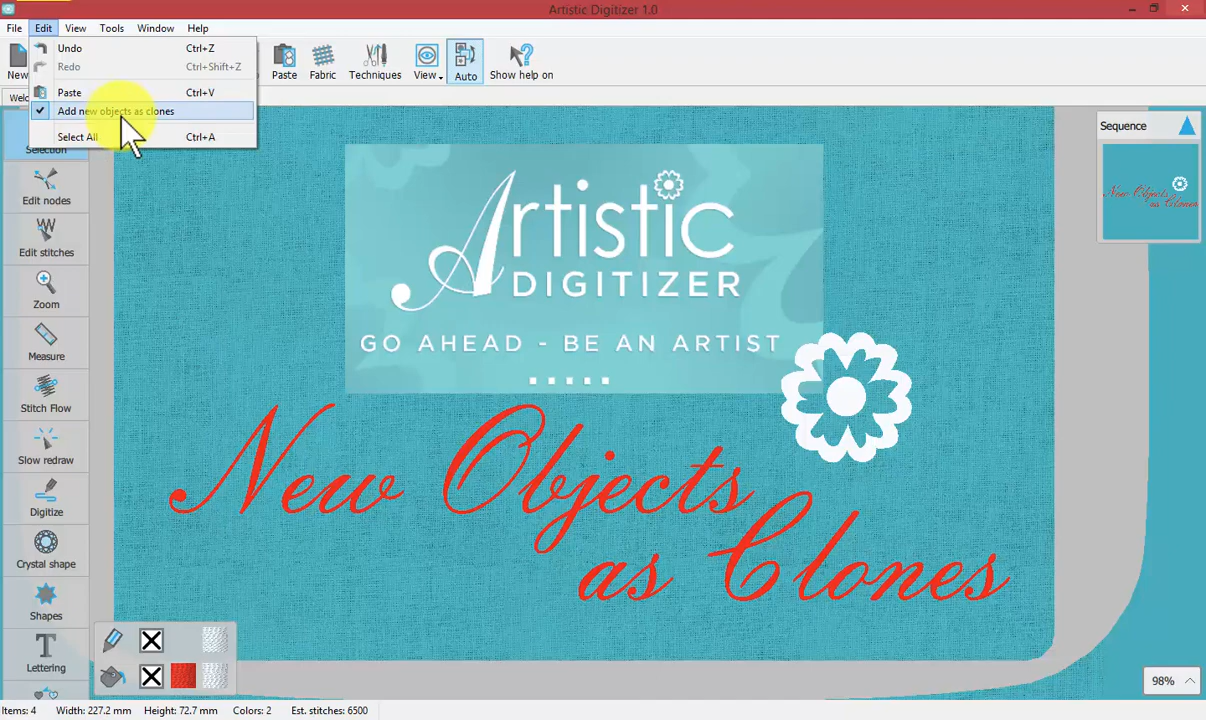 Artistic Digitizer 1.0
File Edit View Tools Window Help
Undo Ctrl+Z
Redo Ctrl+Shift+Z
Paste Ctrl+V
Add new objects as clones
Select All Ctrl+A
New Paste Fabric Techniques View Auto Show help on
Selection
Edit nodes
Edit stitches
Zoom
Measure
Stitch Flow
Slow redraw
Digitize
Crystal shape
Shapes
Lettering
Artistic
DIGITIZER
GO AHEAD - BE AN ARTIST
New Objects
as Clones
Sequence
New Objects
as Clones
98%
Items: 4 Width: 227.2 mm Height: 72.7 mm Colors: 2 Est. stitches: 6500